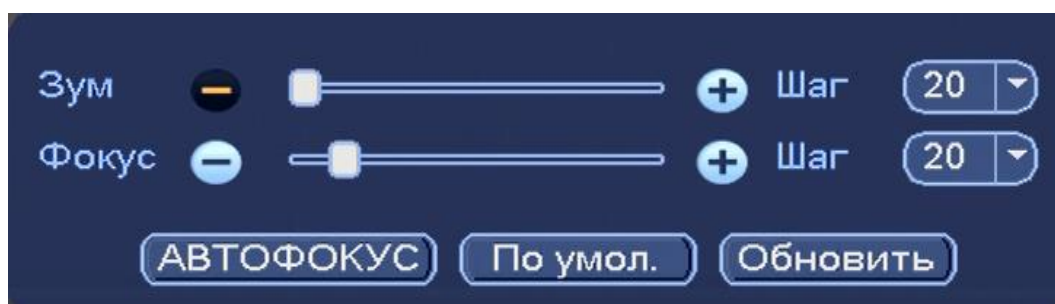 Зум Шаг 20
Фокус Шаг 20
АВТОФОКУС По умол. Обновить